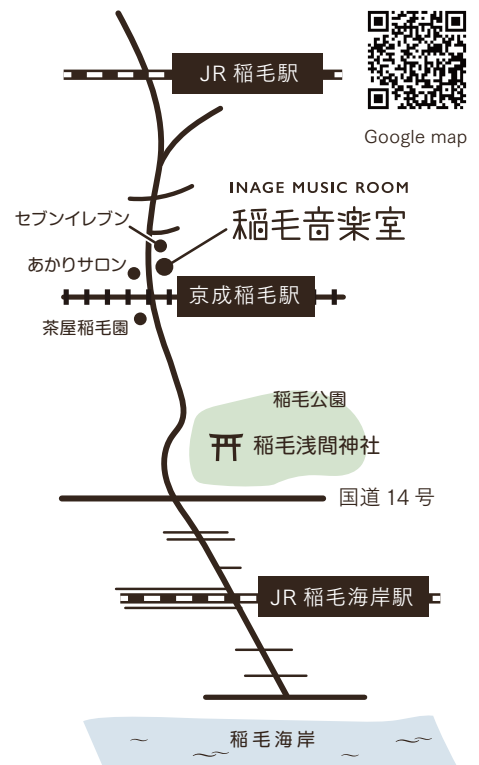 JR 稲毛駅
Google map
INAGE MUSIC ROOM
稲毛音楽室
セブンイレブン
あかりサロン
京成稲毛駅
茶屋稲毛園
稲毛公園
稲毛浅間神社
国道 14 号
JR 稲毛海岸駅
稲毛海岸